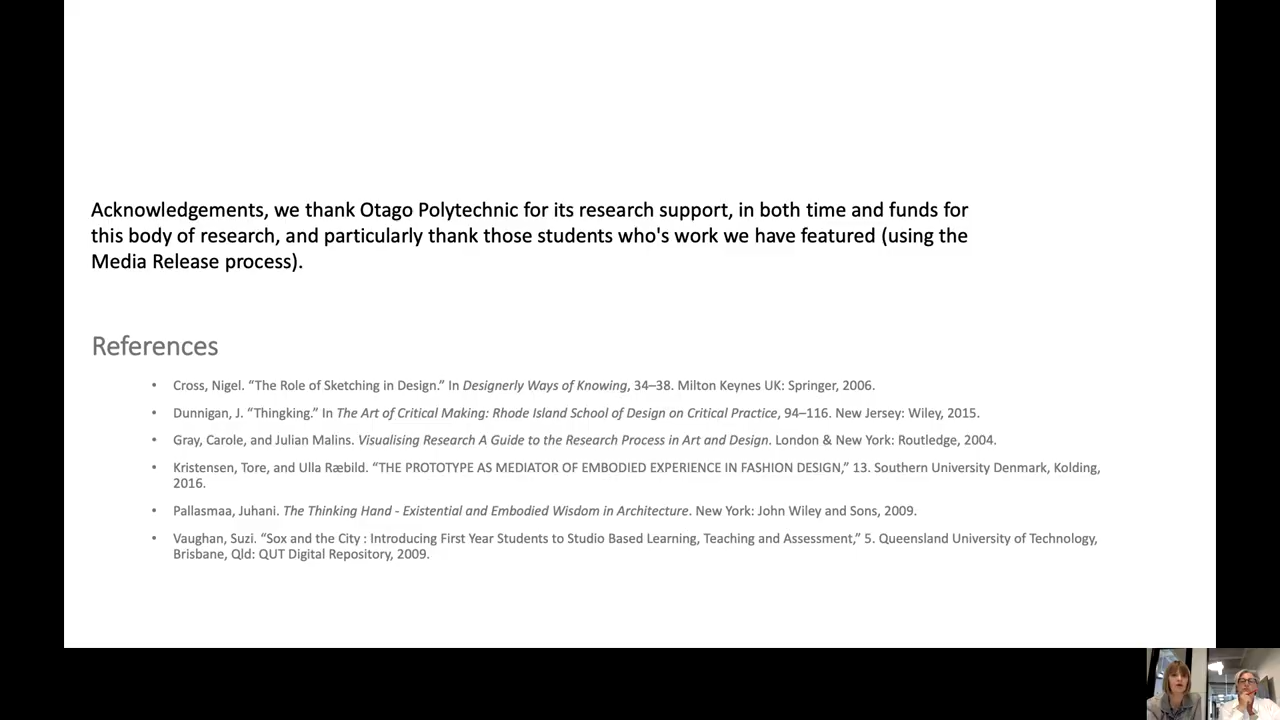 Acknowledgements, we thank Otago Polytechnic for its research support, in both time and funds for
this body of research, and particularly thank those students who's work we have featured (using the
Media Release process).
References
• Cross, Nigel. “The Role of Sketching in Design.” In Designerly Ways of Knowing, 34–38. Milton Keynes UK: Springer, 2006.
• Dunnigan, J. “Thingking.” In The Art of Critical Making: Rhode Island School of Design on Critical Practice, 94–116. New Jersey: Wiley, 2015.
• Gray, Carole, and Julian Malins. Visualising Research A Guide to the Research Process in Art and Design. London & New York: Routledge, 2004.
• Kristensen, Tore, and Ulla Ræbild. “THE PROTOTYPE AS MEDIATOR OF EMBODIED EXPERIENCE IN FASHION DESIGN,” 13. Southern University Denmark, Kolding,
2016.
• Pallasmaa, Juhani. The Thinking Hand - Existential and Embodied Wisdom in Architecture. New York: John Wiley and Sons, 2009.
• Vaughan, Suzi. “Sox and the City : Introducing First Year Students to Studio Based Learning, Teaching and Assessment,” 5. Queensland University of Technology,
Brisbane, Qld: QUT Digital Repository, 2009.